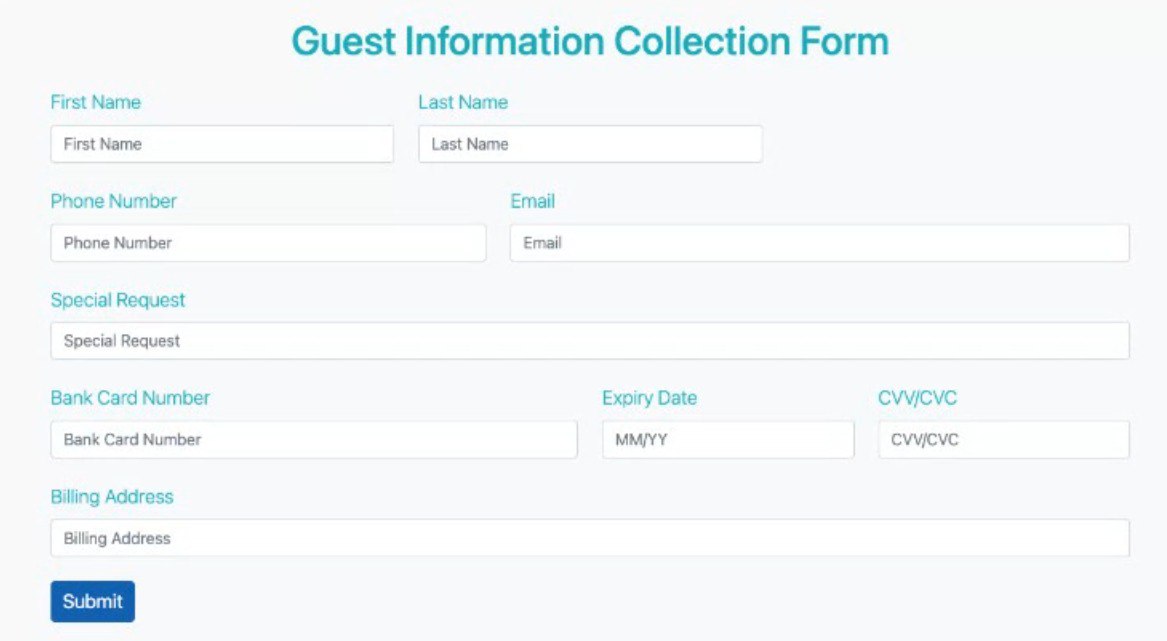 Guest Information Collection Form
First Name Last Name
First Name Last Name
Phone Number Email
Phone Number Email
Special Request
Special Request
Bank Card Number Expiry Date CVV/CVC
Bank Card Number MM/YY CVV/CVC
Billing Address
Billing Address
Submit